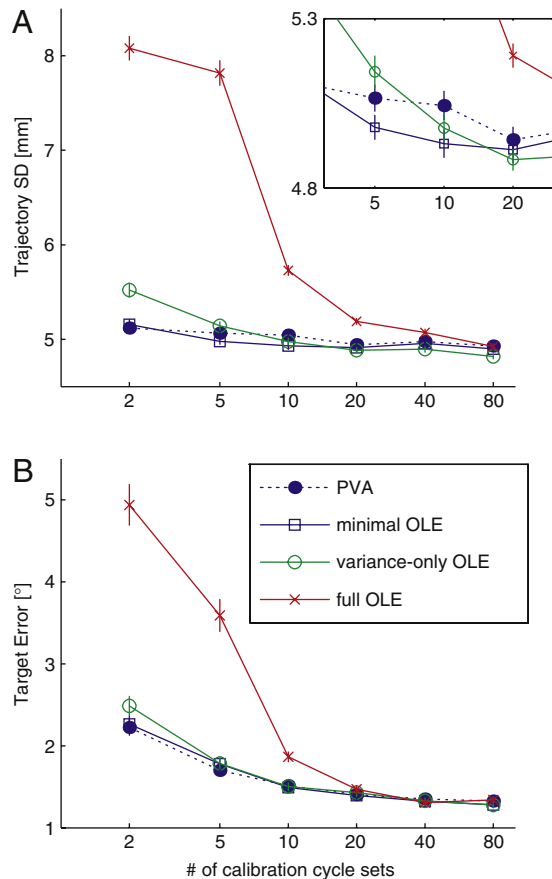 A
Trajectory SD [mm]
8
7
6
5
2
5
10
20
40
80
5.3
4.8
5
10
20
B
Target Error [°]
5
4
3
2
1
2
5
10
20
40
80
# of calibration cycle sets
PVA
minimal OLE
variance-only OLE
full OLE